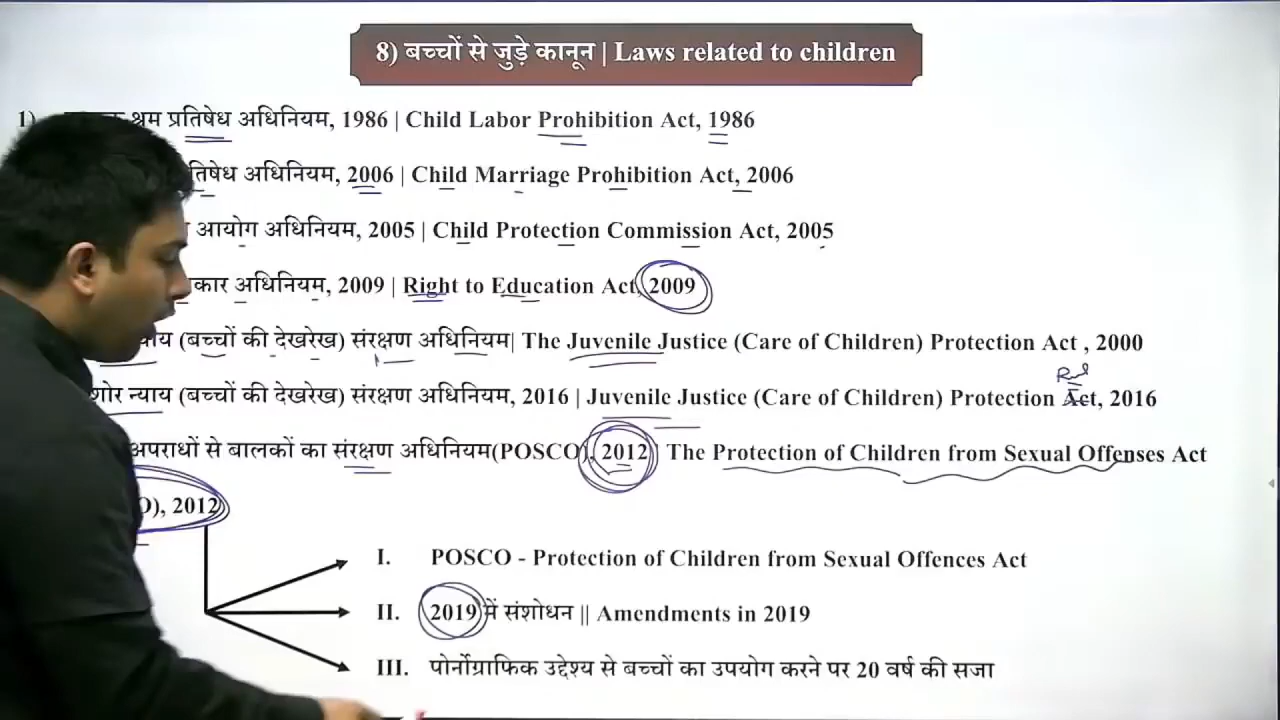 8) बच्चों से जुड़े कानून | Laws related to children
1) श्रम प्रतिषेध अधिनियम, 1986 | Child Labor Prohibition Act, 1986
अधिनियम, 2006 | Child Marriage Prohibition Act, 2006
आयोग अधिनियम, 2005 | Child Protection Commission Act, 2005
अधिनियम, 2009 | Right to Education Act, 2009
(बच्चों की देखरेख) संरक्षण अधिनियम| The Juvenile Justice (Care of Children) Protection Act , 2000
न्याय (बच्चों की देखरेख) संरक्षण अधिनियम, 2016 | Juvenile Justice (Care of Children) Protection Act, 2016
अपराधों से बालकों का संरक्षण अधिनियम(POSCO), 2012 The Protection of Children from Sexual Offenses Act
), 2012
I. POSCO - Protection of Children from Sexual Offences Act
II. 2019 में संशोधन || Amendments in 2019
III. पोर्नोग्राफिक उद्देश्य से बच्चों का उपयोग करने पर 20 वर्ष की सजा